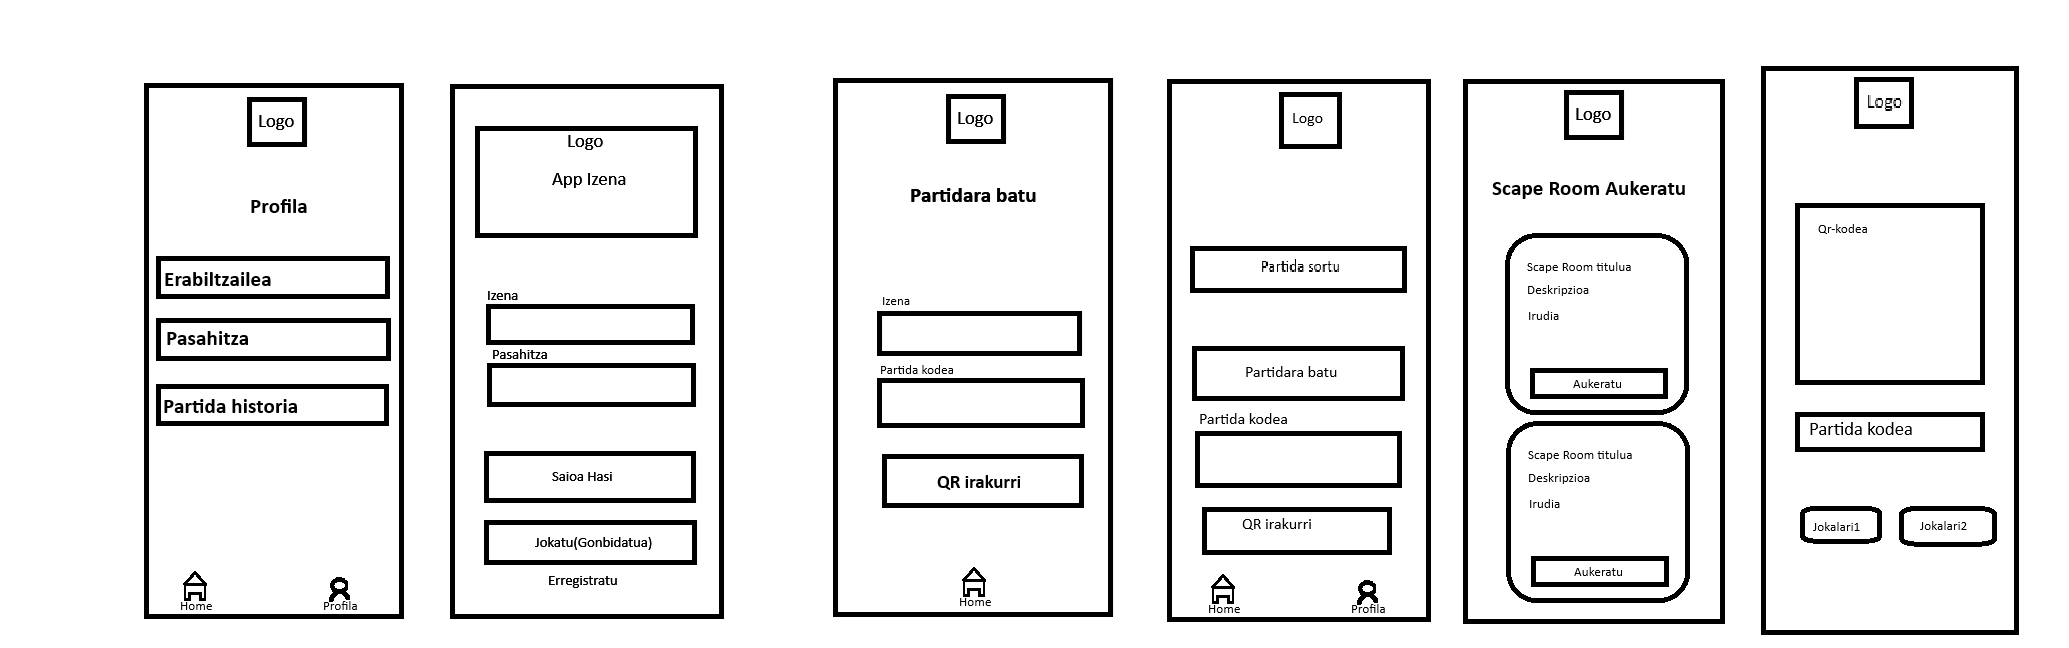 Logo
Profila
Erabiltzailea
Pasahitza
Partida historia
Home
Profila
Logo
App Izena
Izena
Pasahitza
Saioa Hasi
Jokatu(Gonbidatua)
Erregistratu
Logo
Partidara batu
Izena
Partida kodea
QR irakurri
Home
Logo
Partida sortu
Partidara batu
Partida kodea
QR irakurri
Home
Profila
Logo
Scape Room Aukeratu
Scape Room titulua
Deskripzioa
Irudia
Aukeratu
Scape Room titulua
Deskripzioa
Irudia
Aukeratu
Logo
Qr-kodea
Partida kodea
Jokalari1
Jokalari2